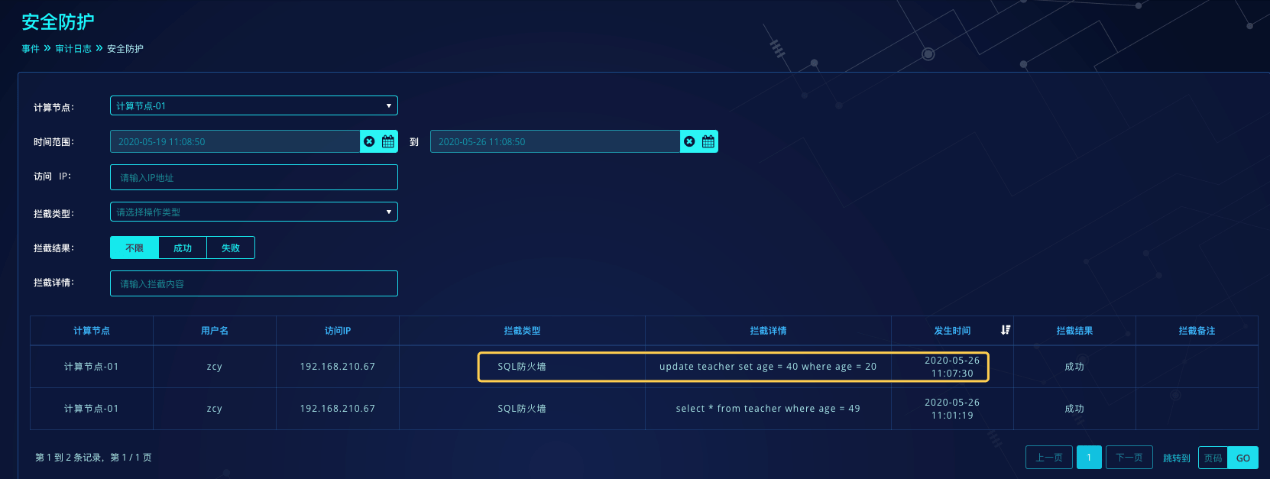 安全防护
事件 » 审计日志 » 安全防护
计算节点： 计算节点-01
时间范围： 2020-05-19 11:08:50 到 2020-05-26 11:08:50
访问 IP： 请输入IP地址
拦截类型： 请选择操作类型
拦截结果： 不限 成功 失败
拦截详情： 请输入拦截内容
计算节点 用户名 访问IP 拦截类型 拦截详情 发生时间 拦截结果 拦截备注
计算节点-01 zcy 192.168.210.67 SQL防火墙 update teacher set age = 40 where age = 20 2020-05-26 11:07:30 成功
计算节点-01 zcy 192.168.210.67 SQL防火墙 select * from teacher where age = 49 2020-05-26 11:01:19 成功
第 1 到 2 条记录，第 1 / 1 页 上一页 1 下一页 跳转到 页码 GO